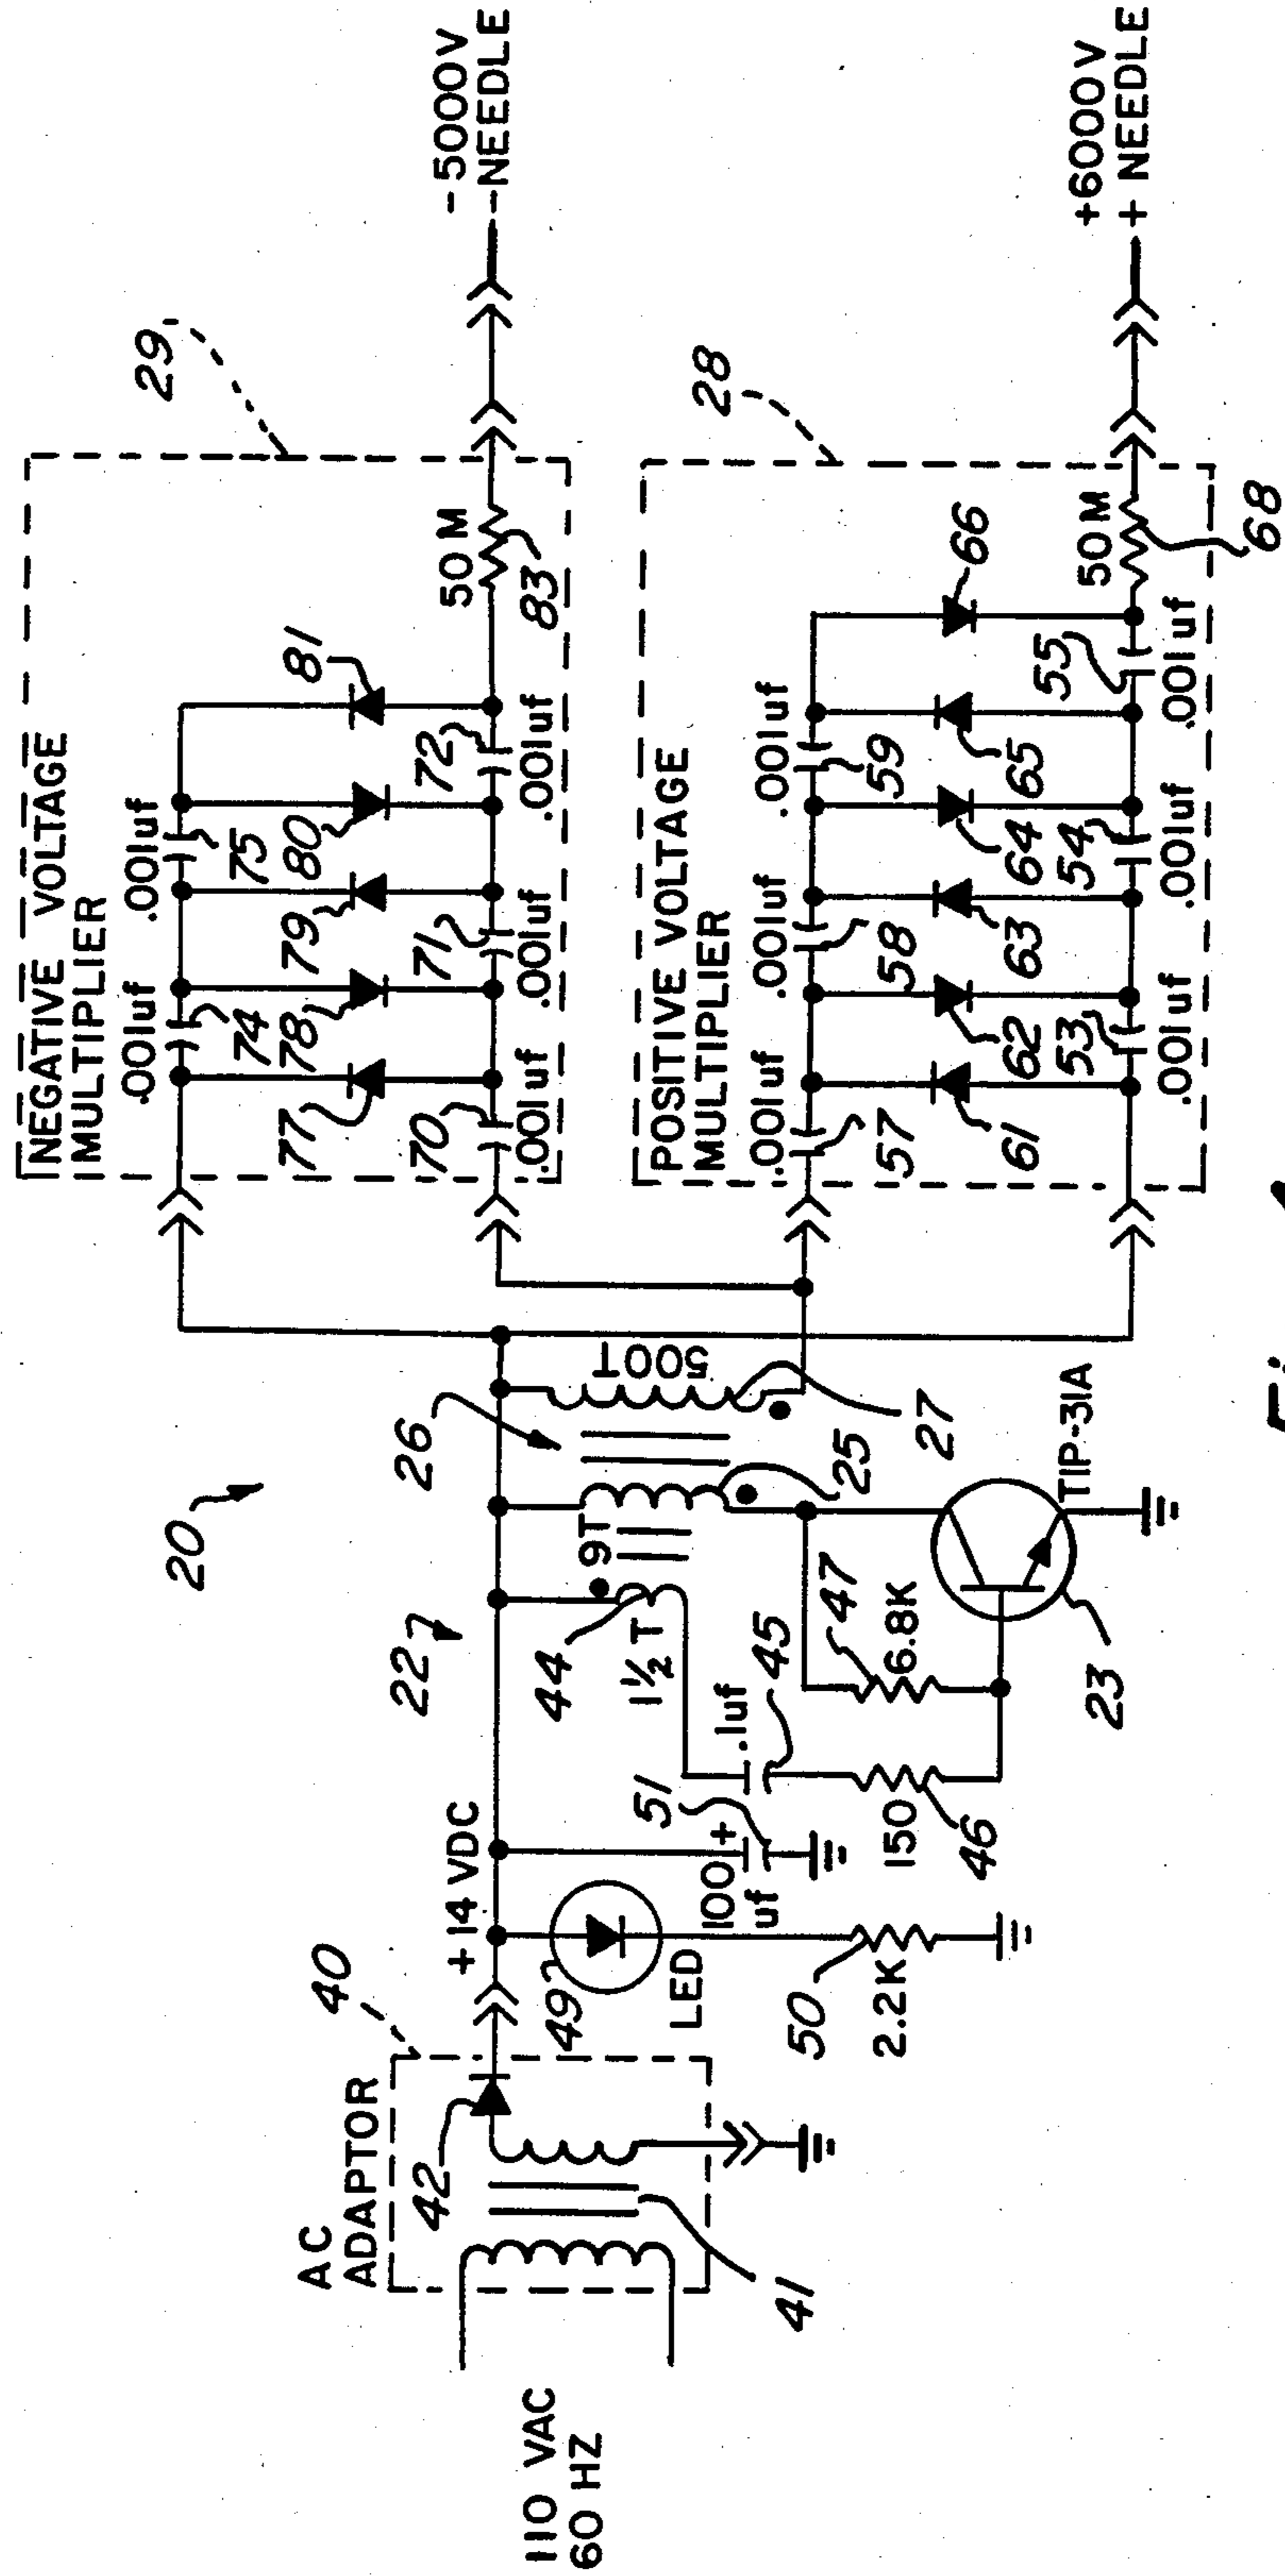 110 VAC
60 HZ
AC
ADAPTOR
40
42
41
+14 VDC
49
LED
50
2.2K
51
100 +
uf
20
22
44
1½ T
.1uf
45
150
46
47
6.8K
23
TIP-31A
9T
26
25
27
500T
NEGATIVE VOLTAGE
MULTIPLIER
29
.001uf
.001uf
74
75
77
78
79
80
81
70
71
72
.001uf
.001uf
.001uf
50 M
83
-5000V
-NEEDLE
POSITIVE VOLTAGE
MULTIPLIER
28
.001uf
.001uf
.001uf
57
58
59
61
62
63
64
65
66
53
54
55
.001uf
.001uf
.001uf
50 M
68
+6000V
+ NEEDLE